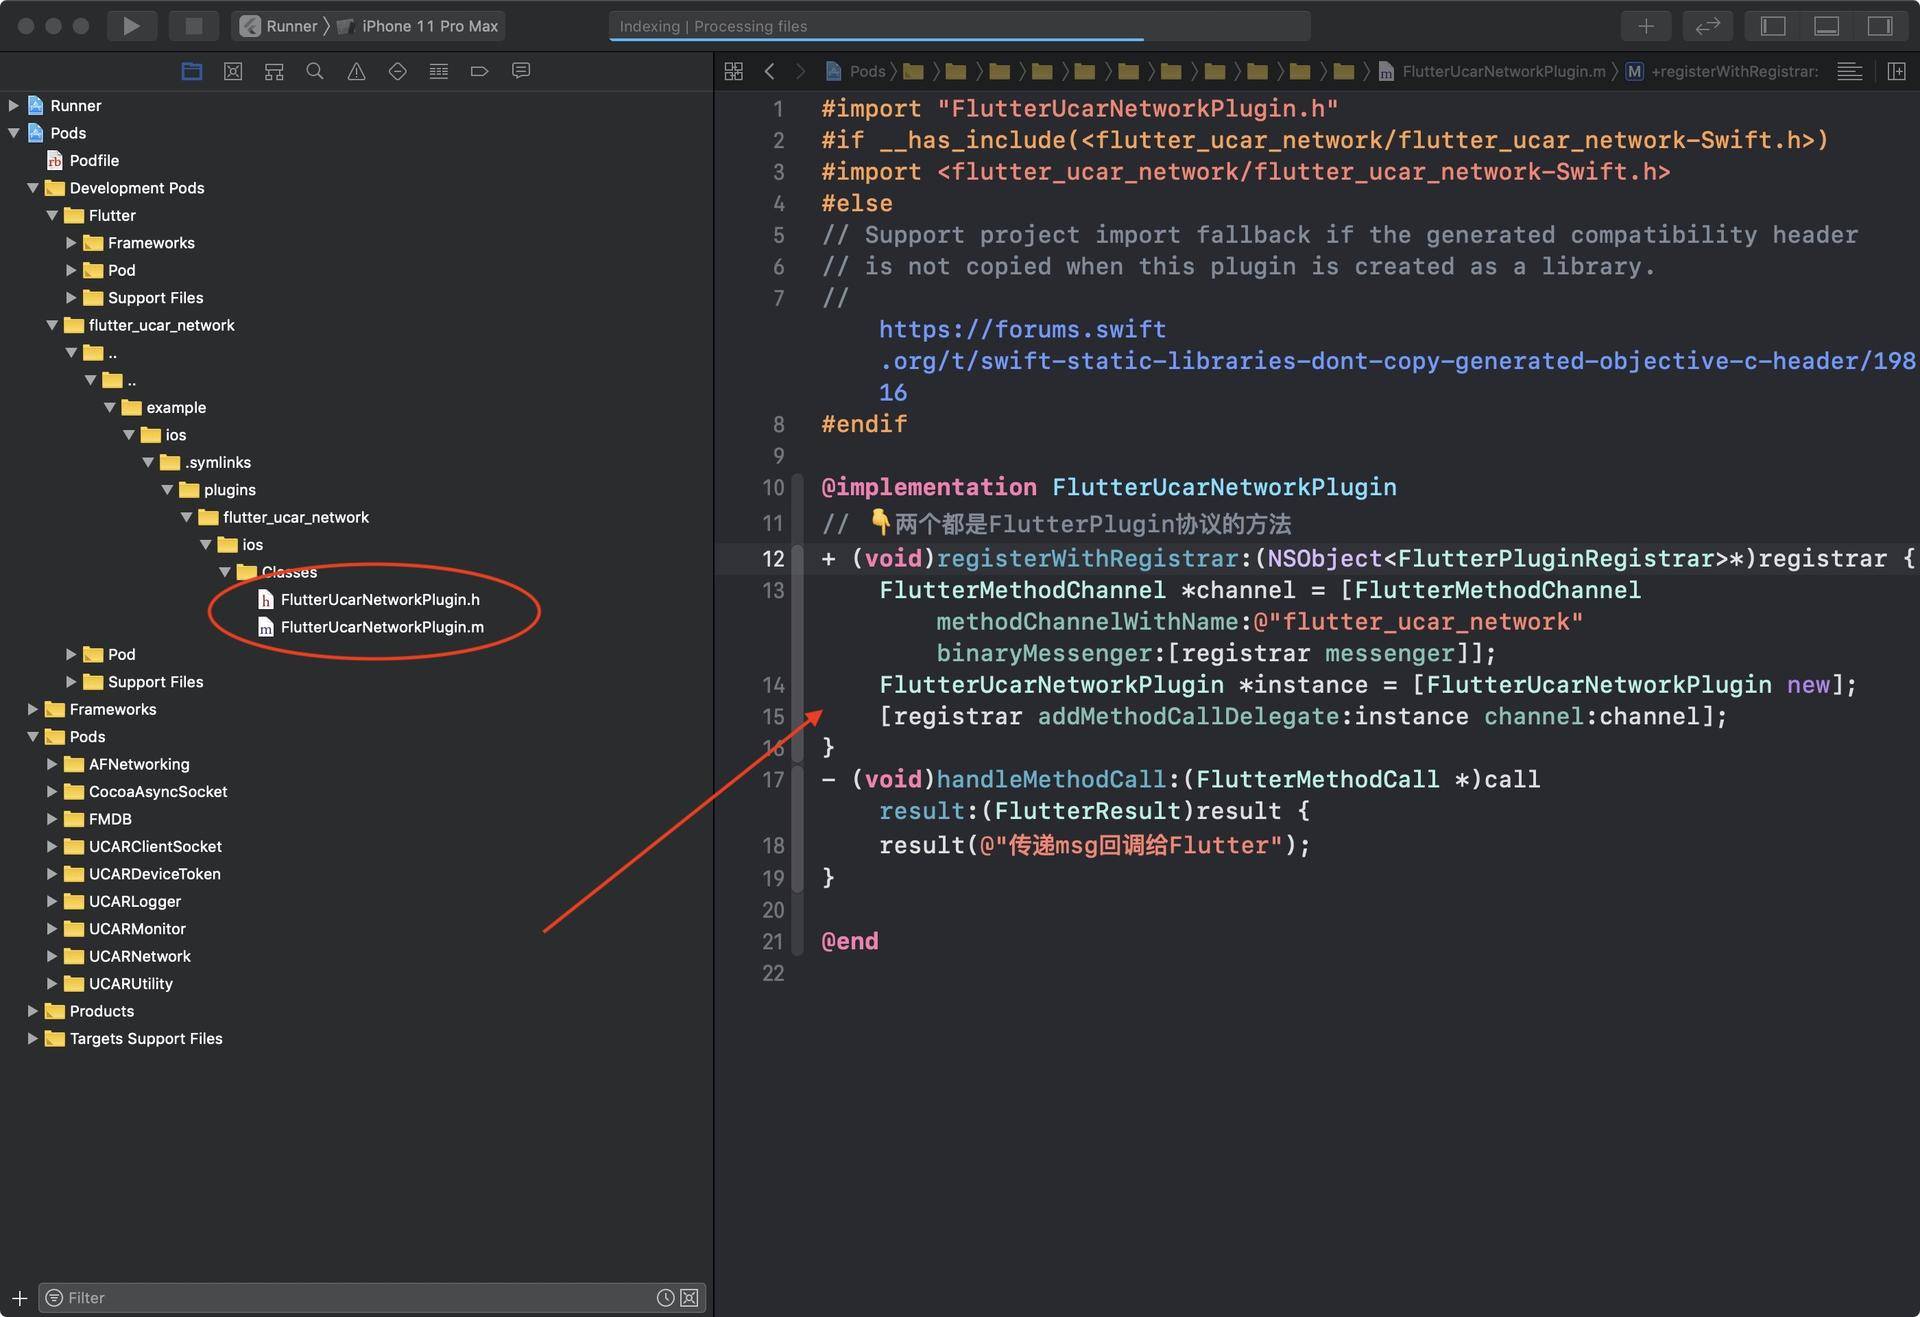 Runner 〉 iPhone 11 Pro Max
Indexing | Processing files
Pods 〉 FlutterUcarNetworkPlugin.m 〉 M +registerWithRegistrar:
Runner
Pods
rb Podfile
Development Pods
Flutter
Frameworks
Pod
Support Files
flutter_ucar_network
..
..
example
ios
.symlinks
plugins
flutter_ucar_network
ios
Classes
h FlutterUcarNetworkPlugin.h
m FlutterUcarNetworkPlugin.m
Pod
Support Files
Frameworks
Pods
AFNetworking
CocoaAsyncSocket
FMDB
UCARClientSocket
UCARDeviceToken
UCARLogger
UCARMonitor
UCARNetwork
UCARUtility
Products
Targets Support Files
Filter
1 #import "FlutterUcarNetworkPlugin.h"
2 #if __has_include(<flutter_ucar_network/flutter_ucar_network-Swift.h>)
3 #import <flutter_ucar_network/flutter_ucar_network-Swift.h>
4 #else
5 // Support project import fallback if the generated compatibility header
6 // is not copied when this plugin is created as a library.
7 //
https://forums.swift
.org/t/swift-static-libraries-dont-copy-generated-objective-c-header/198
16
8 #endif
9
10 @implementation FlutterUcarNetworkPlugin
11 // 👇两个都是FlutterPlugin协议的方法
12 + (void)registerWithRegistrar:(NSObject<FlutterPluginRegistrar>*)registrar {
13 FlutterMethodChannel *channel = [FlutterMethodChannel
methodChannelWithName:@"flutter_ucar_network"
binaryMessenger:[registrar messenger]];
14 FlutterUcarNetworkPlugin *instance = [FlutterUcarNetworkPlugin new];
15 [registrar addMethodCallDelegate:instance channel:channel];
16 }
17 - (void)handleMethodCall:(FlutterMethodCall *)call
result:(FlutterResult)result {
18 result(@"传递msg回调给Flutter");
19 }
20
21 @end
22